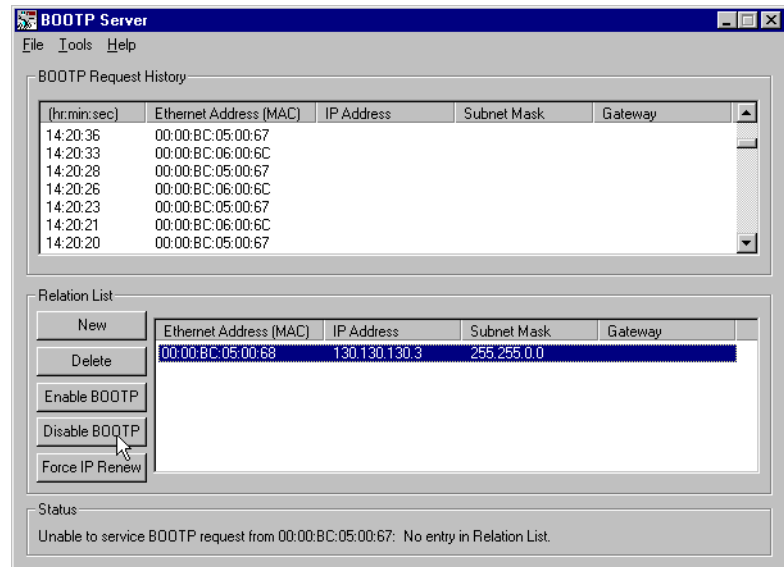 BOOTP Server
File Tools Help
BOOTP Request History
(hr:min:sec) Ethernet Address (MAC) IP Address Subnet Mask Gateway
14:20:36 00:00:BC:05:00:67
14:20:33 00:00:BC:06:00:6C
14:20:28 00:00:BC:05:00:67
14:20:26 00:00:BC:06:00:6C
14:20:23 00:00:BC:05:00:67
14:20:21 00:00:BC:06:00:6C
14:20:20 00:00:BC:05:00:67
Relation List
New
Delete
Enable BOOTP
Disable BOOTP
Force IP Renew
Ethernet Address (MAC) IP Address Subnet Mask Gateway
00:00:BC:05:00:68 130.130.130.3 255.255.0.0
Status
Unable to service BOOTP request from 00:00:BC:05:00:67: No entry in Relation List.